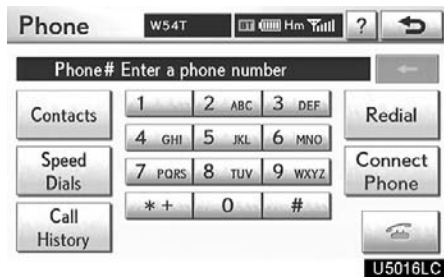 Phone W54T BT Hm ?
Phone# Enter a phone number
Contacts 1 2 ABC 3 DEF Redial
4 GHI 5 JKL 6 MNO
Speed Dials 7 PQRS 8 TUV 9 WXYZ Connect Phone
* + 0 #
Call History
U5016LC